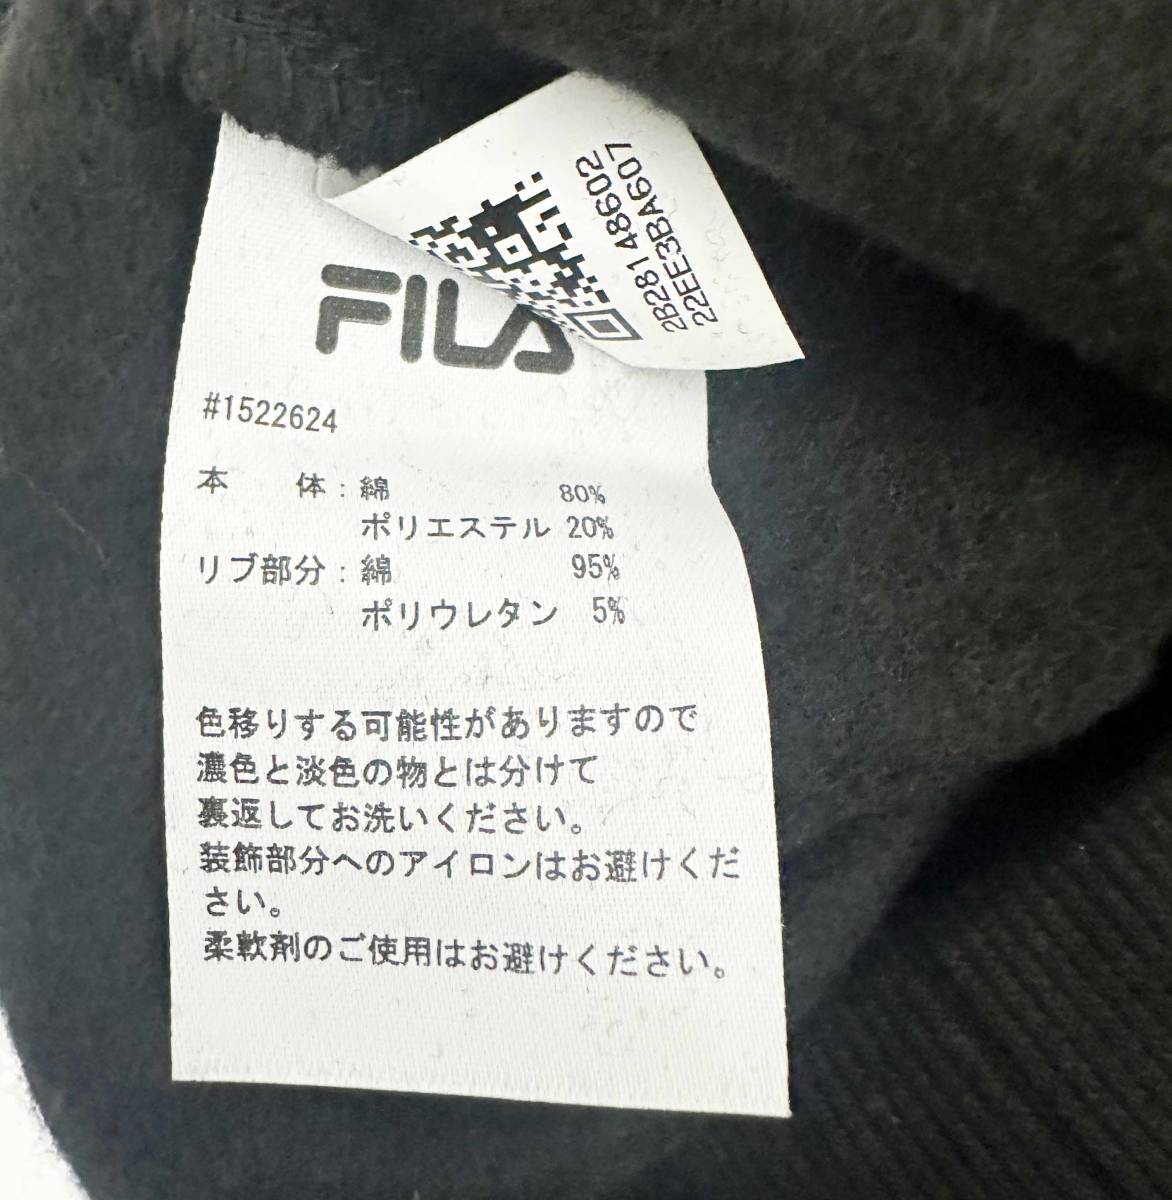 2B28148602
22EE3BA607
FILA
#1522624
本　体：綿　80%
ポリエステル 20%
リブ部分：綿　95%
ポリウレタン　5%
色移りする可能性がありますので
濃色と淡色の物とは分けて
裏返してお洗いください。
装飾部分へのアイロンはお避けくだ
さい。
柔軟剤のご使用はお避けください。